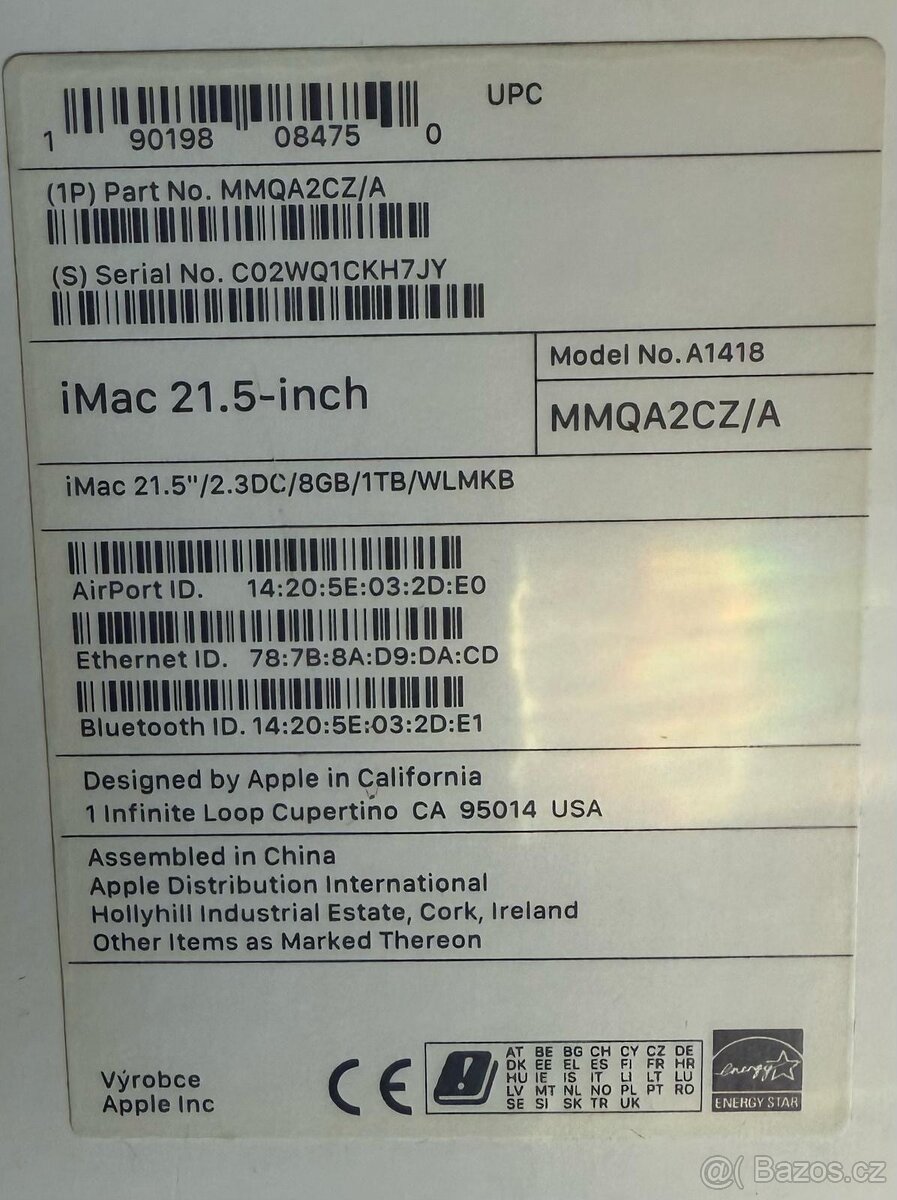 UPC
1 90198 08475 0
(1P) Part No. MMQA2CZ/A
(S) Serial No. C02WQ1CKH7JY
iMac 21.5-inch
Model No. A1418
MMQA2CZ/A
iMac 21.5"/2.3DC/8GB/1TB/WLMKB
AirPort ID. 14:20:5E:03:2D:E0
Ethernet ID. 78:7B:8A:D9:DA:CD
Bluetooth ID. 14:20:5E:03:2D:E1
Designed by Apple in California
1 Infinite Loop Cupertino CA 95014 USA
Assembled in China
Apple Distribution International
Hollyhill Industrial Estate, Cork, Ireland
Other Items as Marked Thereon
Výrobce
Apple Inc
CE
AT BE BG CH CY CZ DE
DK EE EL ES FI FR HR
HU IE IS IT LI LT LU
LV MT NL NO PL PT RO
SE SI SK TR UK
energy
ENERGY STAR
@( Bazos.cz